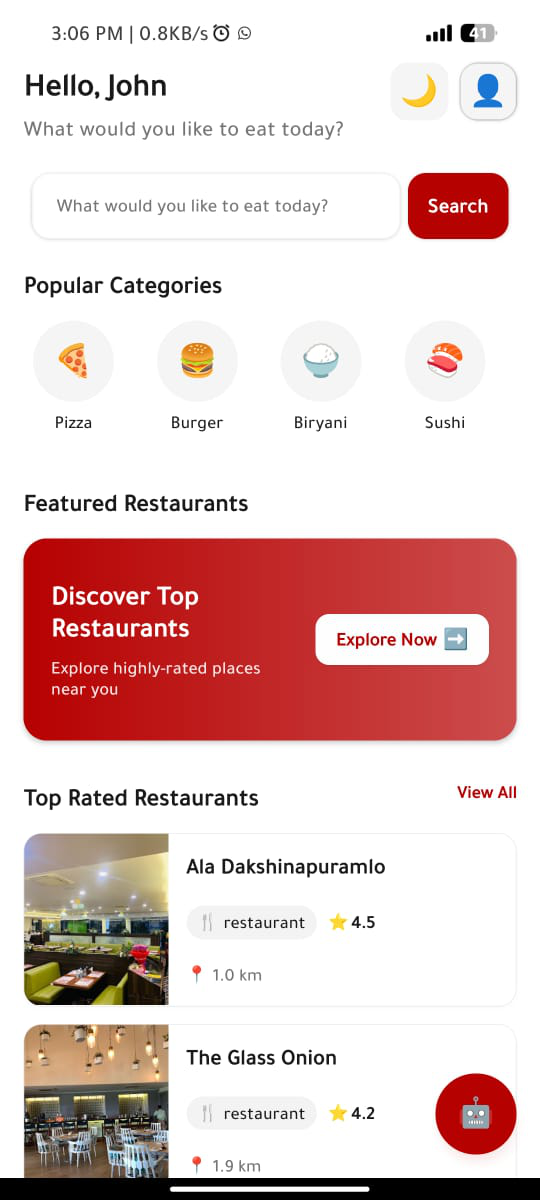 3:06 PM | 0.8KB/s
41
Hello, John
What would you like to eat today?
What would you like to eat today?
Search
Popular Categories
Pizza
Burger
Biryani
Sushi
Featured Restaurants
Discover Top
Restaurants
Explore highly-rated places
near you
Explore Now ➡️
Top Rated Restaurants
View All
Ala Dakshinapuramlo
🍴 restaurant ⭐ 4.5
📍 1.0 km
The Glass Onion
🍴 restaurant ⭐ 4.2
📍 1.9 km